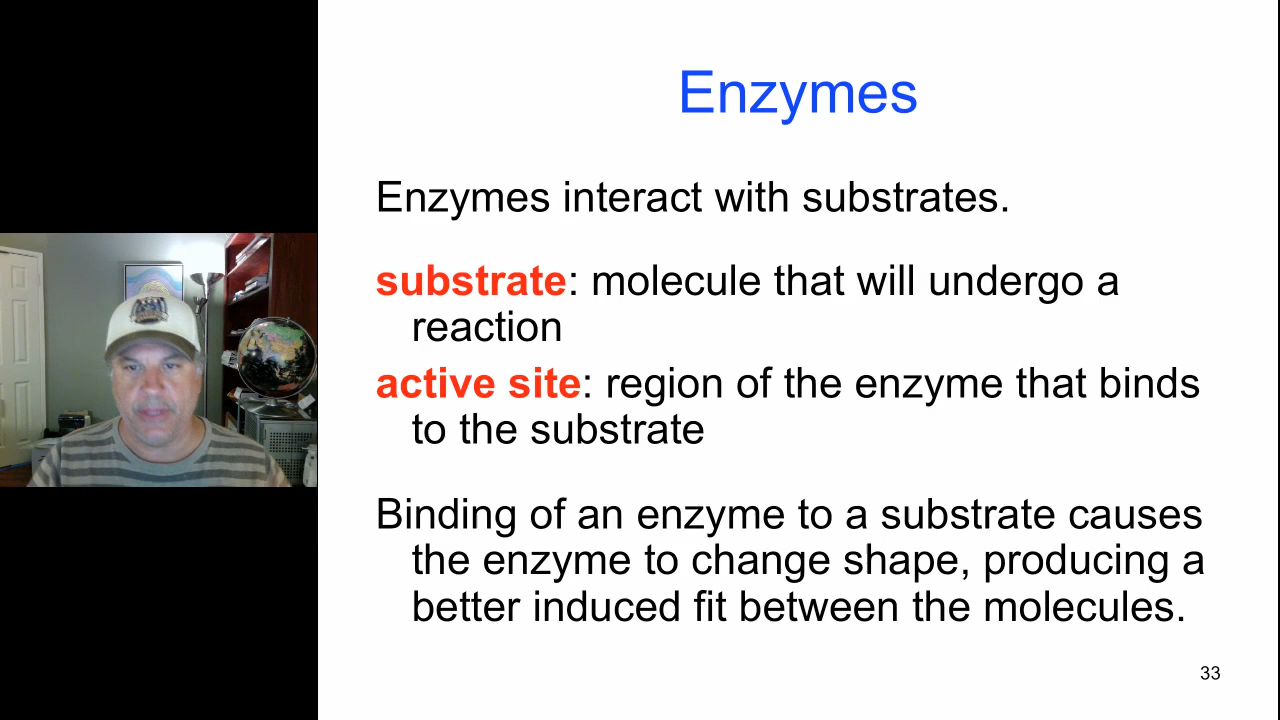 Enzymes
Enzymes interact with substrates.
substrate: molecule that will undergo a
reaction
active site: region of the enzyme that binds
to the substrate
Binding of an enzyme to a substrate causes
the enzyme to change shape, producing a
better induced fit between the molecules.
33